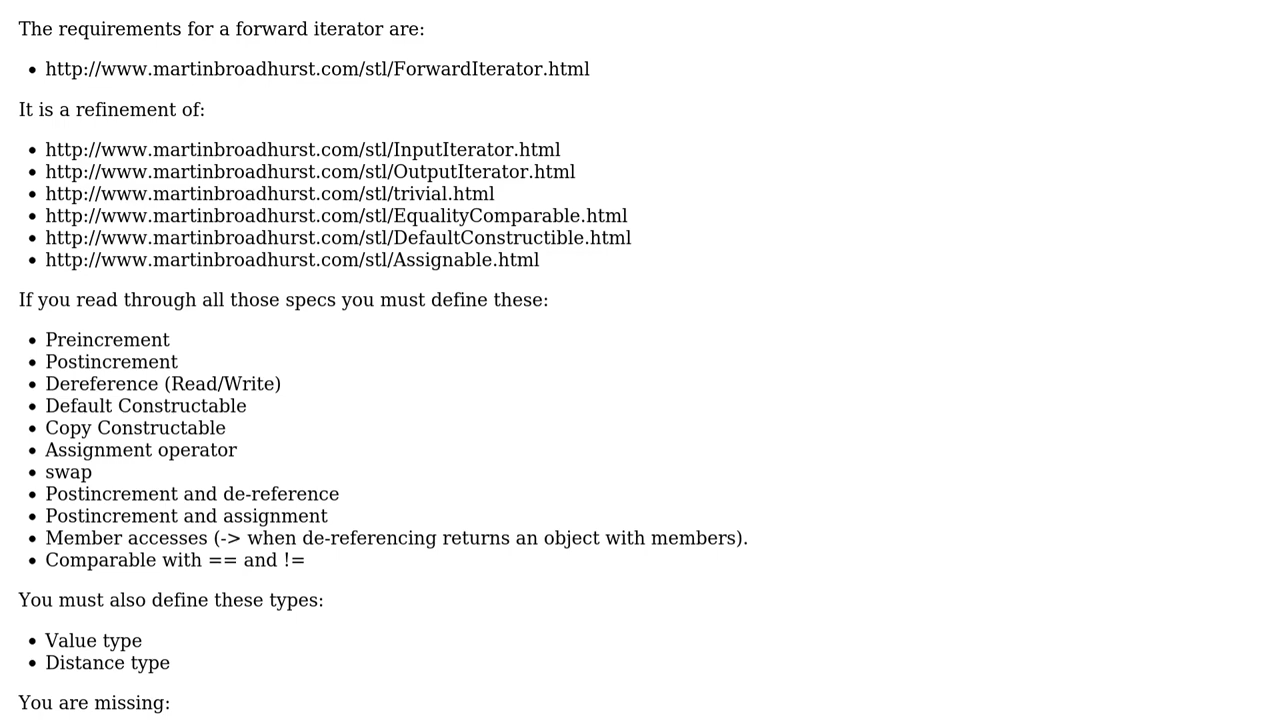 The requirements for a forward iterator are:
• http://www.martinbroadhurst.com/stl/ForwardIterator.html
It is a refinement of:
• http://www.martinbroadhurst.com/stl/InputIterator.html
• http://www.martinbroadhurst.com/stl/OutputIterator.html
• http://www.martinbroadhurst.com/stl/trivial.html
• http://www.martinbroadhurst.com/stl/EqualityComparable.html
• http://www.martinbroadhurst.com/stl/DefaultConstructible.html
• http://www.martinbroadhurst.com/stl/Assignable.html
If you read through all those specs you must define these:
• Preincrement
• Postincrement
• Dereference (Read/Write)
• Default Constructable
• Copy Constructable
• Assignment operator
• swap
• Postincrement and de-reference
• Postincrement and assignment
• Member accesses (-> when de-referencing returns an object with members).
• Comparable with == and !=
You must also define these types:
• Value type
• Distance type
You are missing: